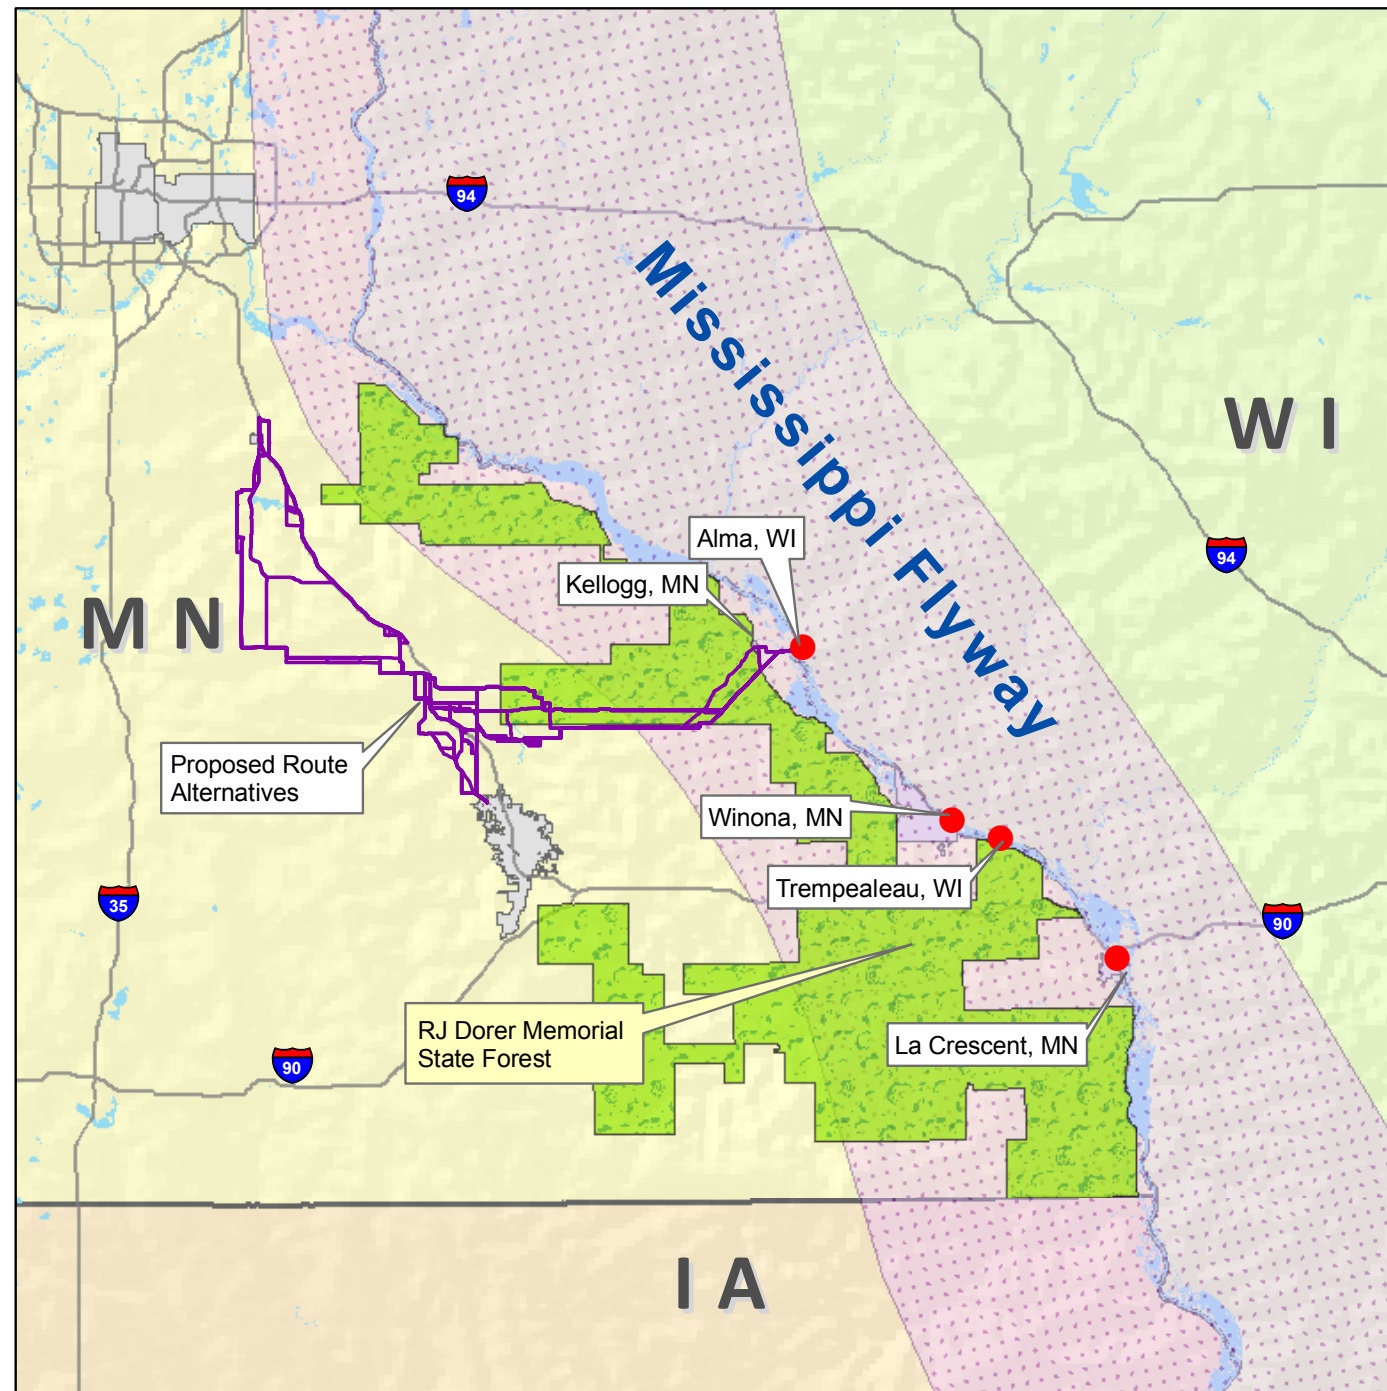 94
Mississippi Flyway
W I
Alma, WI
94
Kellogg, MN
M N
Proposed Route
Alternatives
Winona, MN
Trempealeau, WI
35
90
RJ Dorer Memorial
State Forest
La Crescent, MN
90
I A